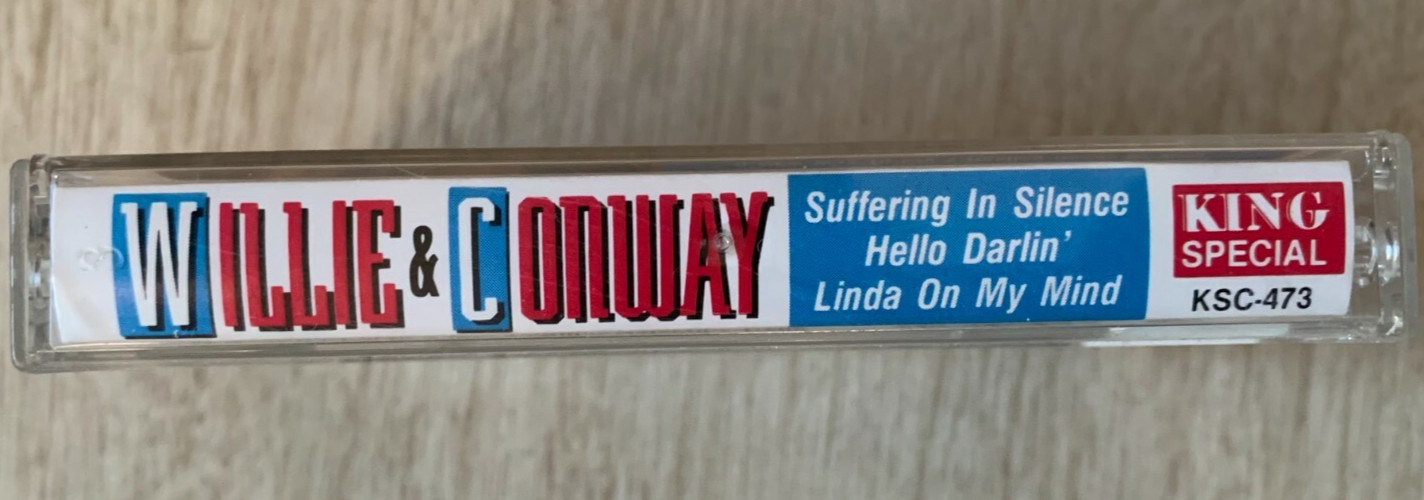 WILLIE & CONWAY
Suffering In Silence
Hello Darlin'
Linda On My Mind
KING
SPECIAL
KSC-473